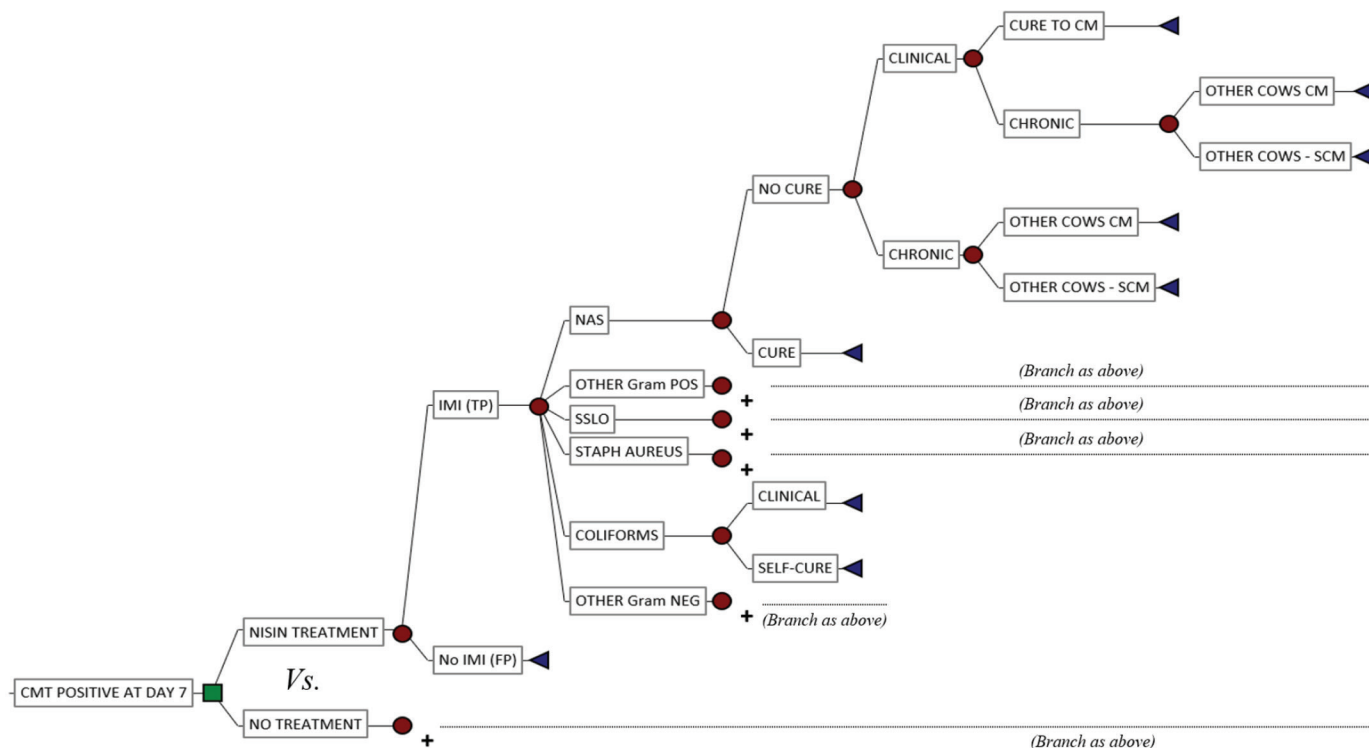 CURE TO CM
CLINICAL
OTHER COWS CM
CHRONIC
OTHER COWS - SCM
NO CURE
OTHER COWS CM
CHRONIC
OTHER COWS - SCM
NAS
CURE
(Branch as above)
OTHER Gram POS
+
(Branch as above)
SSLO
+
(Branch as above)
STAPH AUREUS
+
IMI (TP)
CLINICAL
COLIFORMS
SELF-CURE
OTHER Gram NEG
+
(Branch as above)
NISIN TREATMENT
No IMI (FP)
Vs.
CMT POSITIVE AT DAY 7
NO TREATMENT
+
(Branch as above)